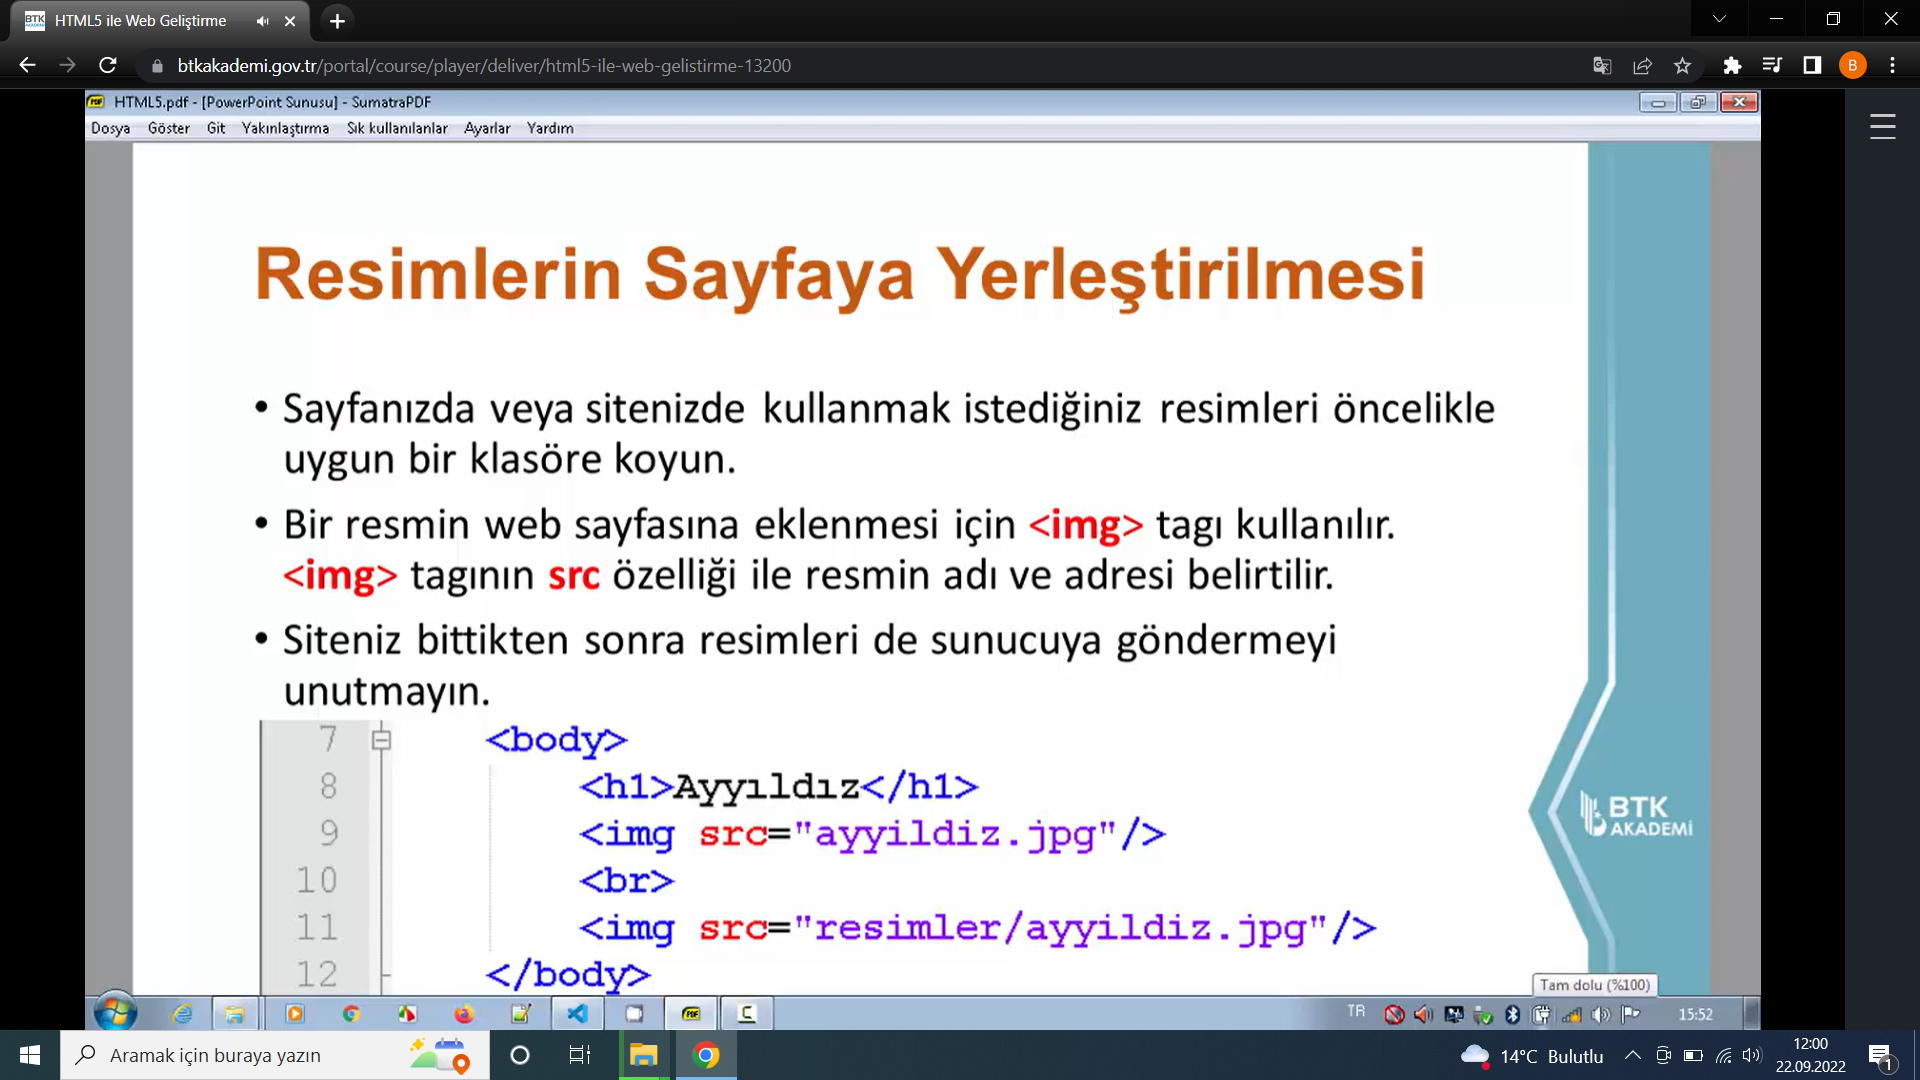 HTML5 ile Web Geliştirme
btkakademi.gov.tr/portal/course/player/deliver/html5-ile-web-gelistirme-13200
B
HTML5.pdf - [PowerPoint Sunusu] - SumatraPDF
Dosya Göster Git Yakınlaştırma Sık kullanılanlar Ayarlar Yardım
Resimlerin Sayfaya Yerleştirilmesi
• Sayfanızda veya sitenizde kullanmak istediğiniz resimleri öncelikle
uygun bir klasöre koyun.
• Bir resmin web sayfasına eklenmesi için <img> tagı kullanılır.
<img> tagının src özelliği ile resmin adı ve adresi belirtilir.
• Siteniz bittikten sonra resimleri de sunucuya göndermeyi
unutmayın.
7 <body>
8 <h1>Ayyıldız</h1>
9 <img src="ayyildiz.jpg"/>
10 <br>
11 <img src="resimler/ayyildiz.jpg"/>
12 </body>
BTK
AKADEMİ
Tam dolu (%100)
TR 15:52
Aramak için buraya yazın
14°C Bulutlu
12:00
22.09.2022
1